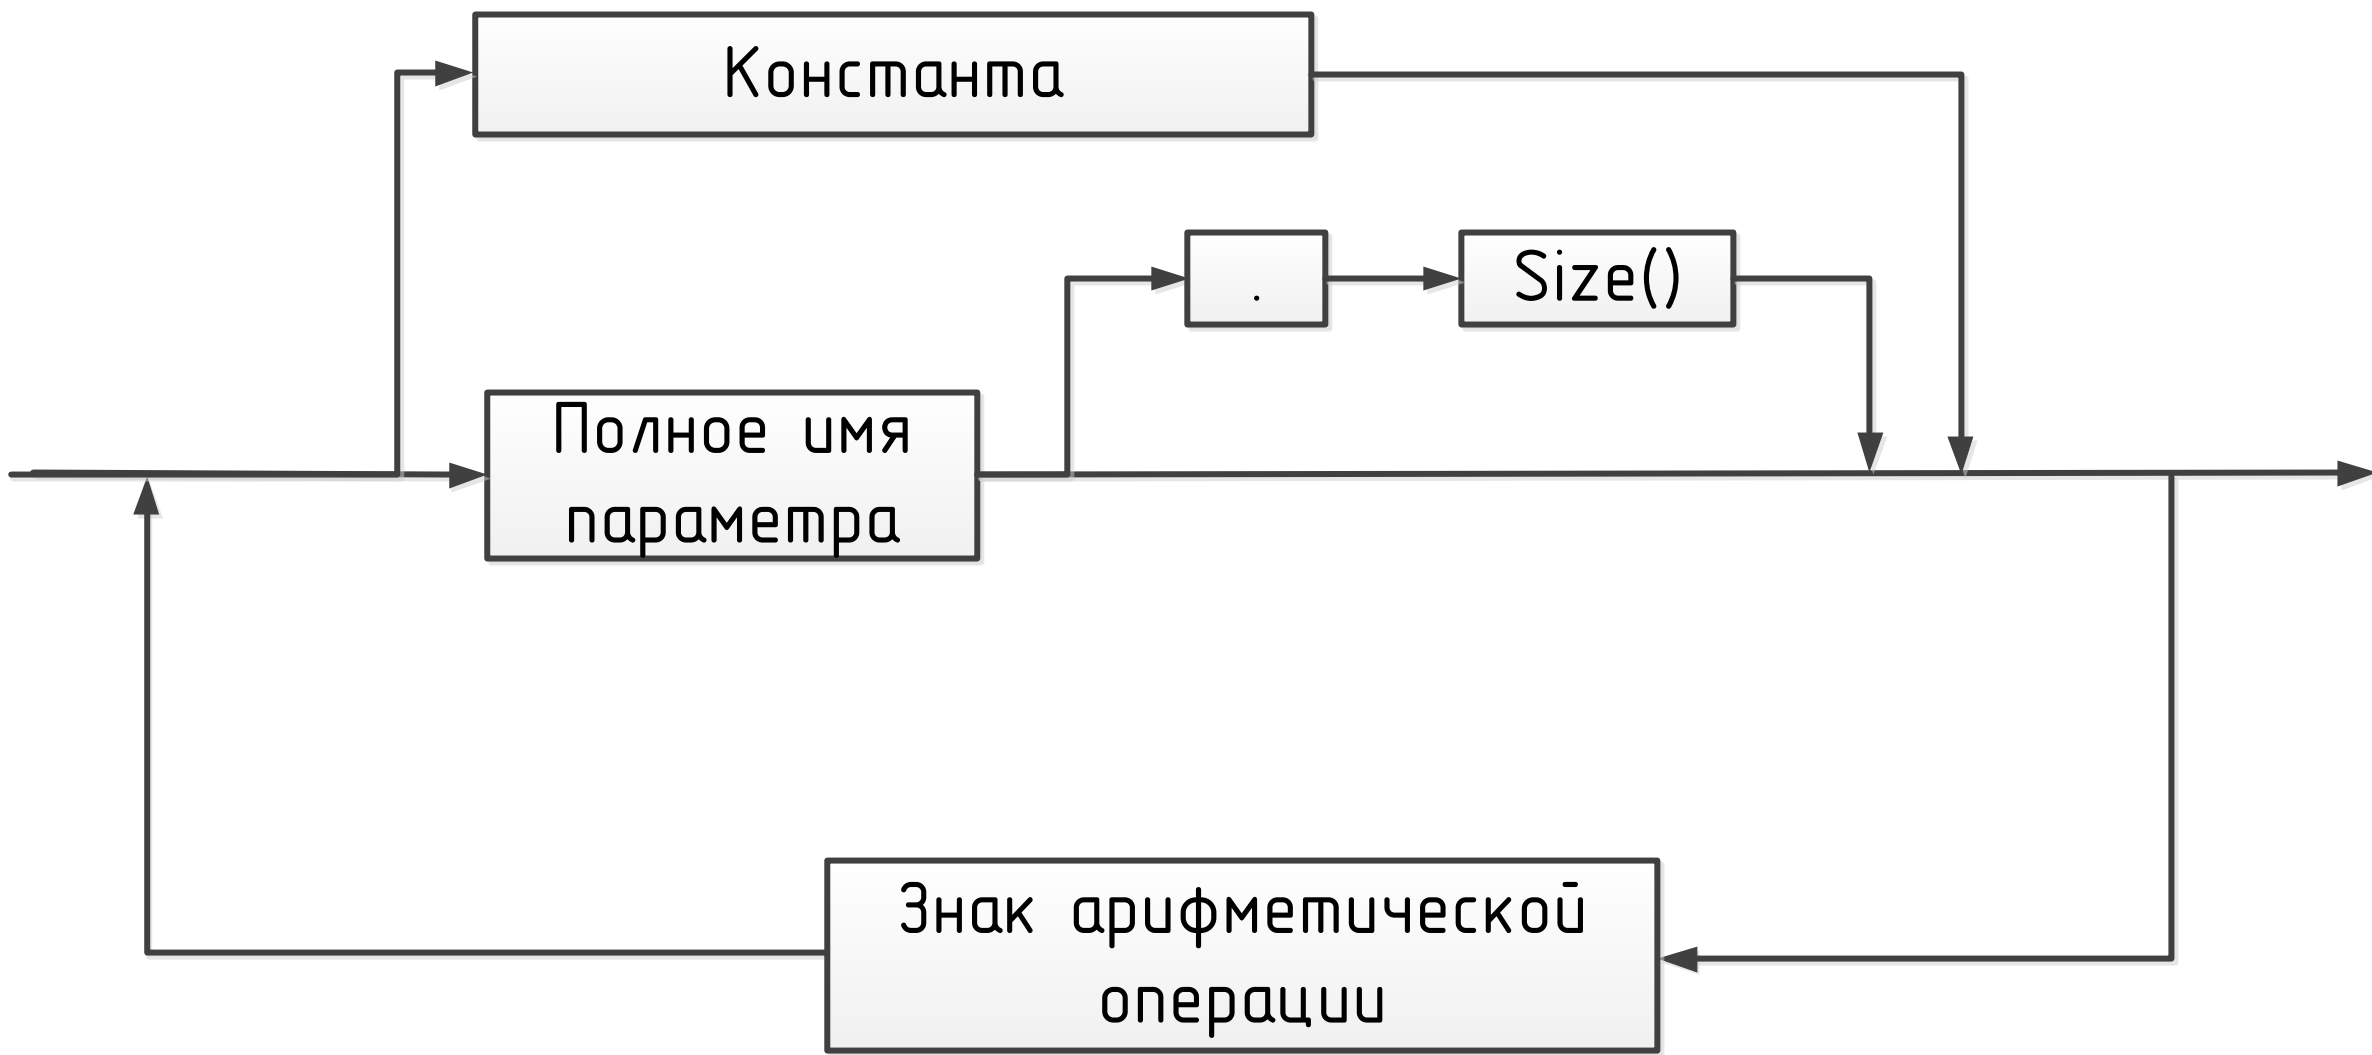 Константа
.
Size()
Полное имя
параметра
Знак арифметической
операции